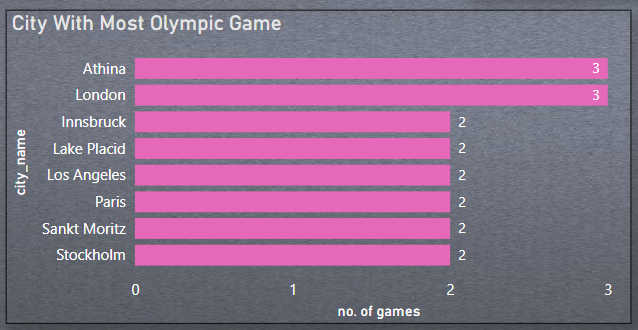 City With Most Olympic Game
city_name
Athina 3
London 3
Innsbruck 2
Lake Placid 2
Los Angeles 2
Paris 2
Sankt Moritz 2
Stockholm 2
0 1 2 3
no. of games